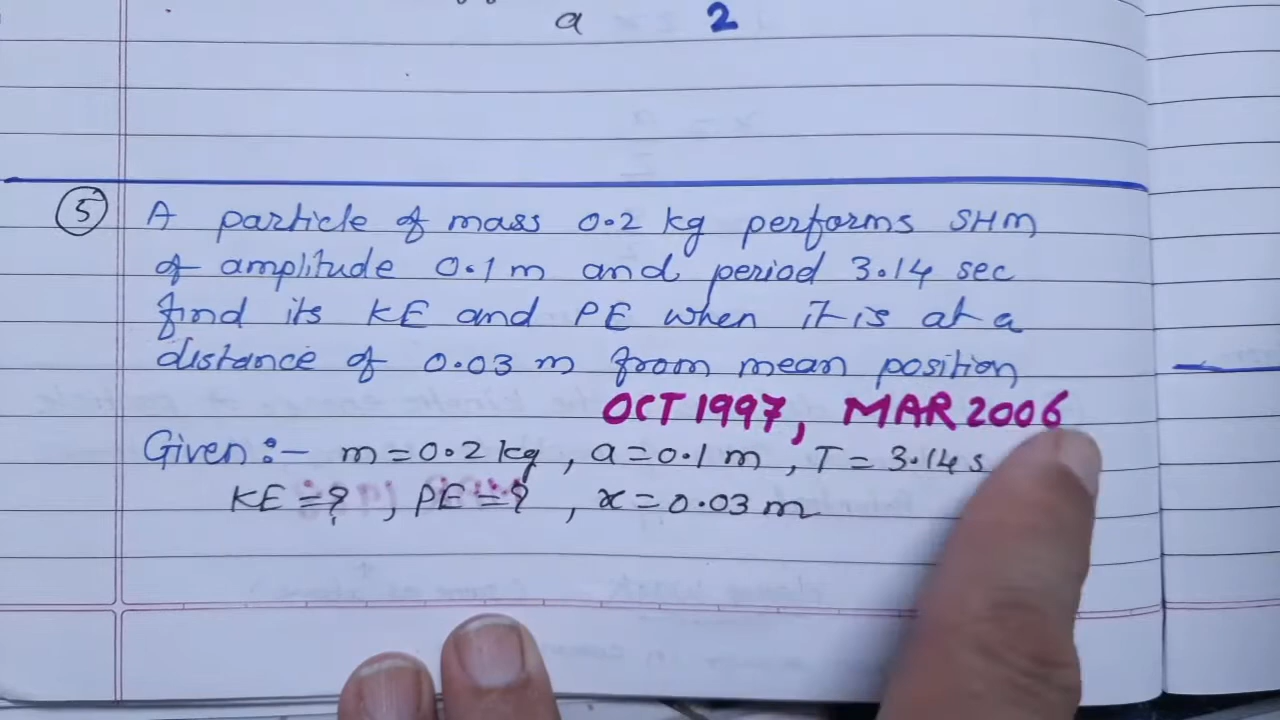 a 2
5 A particle of mass 0.2 kg performs SHM
of amplitude 0.1 m and period 3.14 sec
find its KE and PE when it is at a
distance of 0.03 m from mean position
OCT 1997, MAR 2006
Given :- m = 0.2 kg , a = 0.1 m , T = 3.14 s
KE = ? , PE = ? , x = 0.03 m